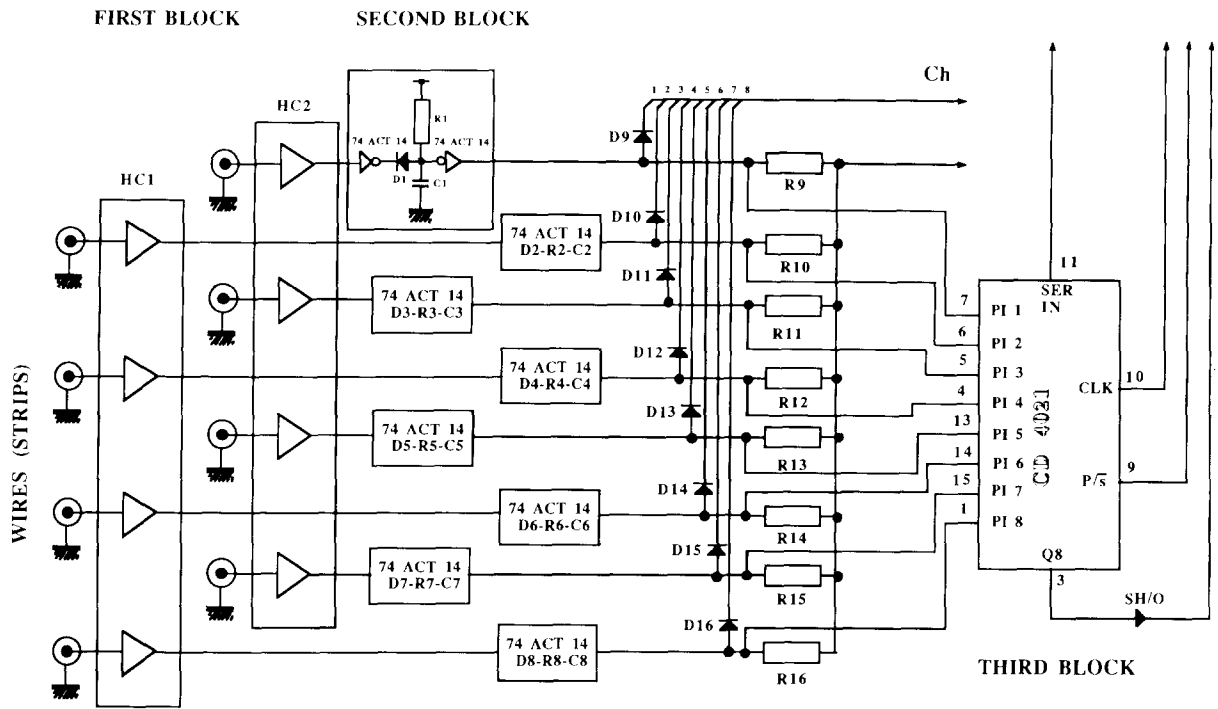 FIRST BLOCK
SECOND BLOCK
Ch
1 2 3 4 5 6 7 8
HC2
R1
74 ACT 14
74 ACT 14
D1
C1
D9
R9
HC1
74 ACT 14
D2-R2-C2
D10
R10
74 ACT 14
D3-R3-C3
D11
R11
74 ACT 14
D4-R4-C4
D12
R12
74 ACT 14
D5-R5-C5
D13
R13
74 ACT 14
D6-R6-C6
D14
R14
74 ACT 14
D7-R7-C7
D15
R15
74 ACT 14
D8-R8-C8
D16
R16
WIRES (STRIPS)
11
SER
IN
7
PI 1
6
PI 2
5
PI 3
4
PI 4
13
PI 5
14
PI 6
15
PI 7
1
PI 8
CD 4021
CLK
10
P/s̅
9
Q8
3
SH/O
THIRD BLOCK